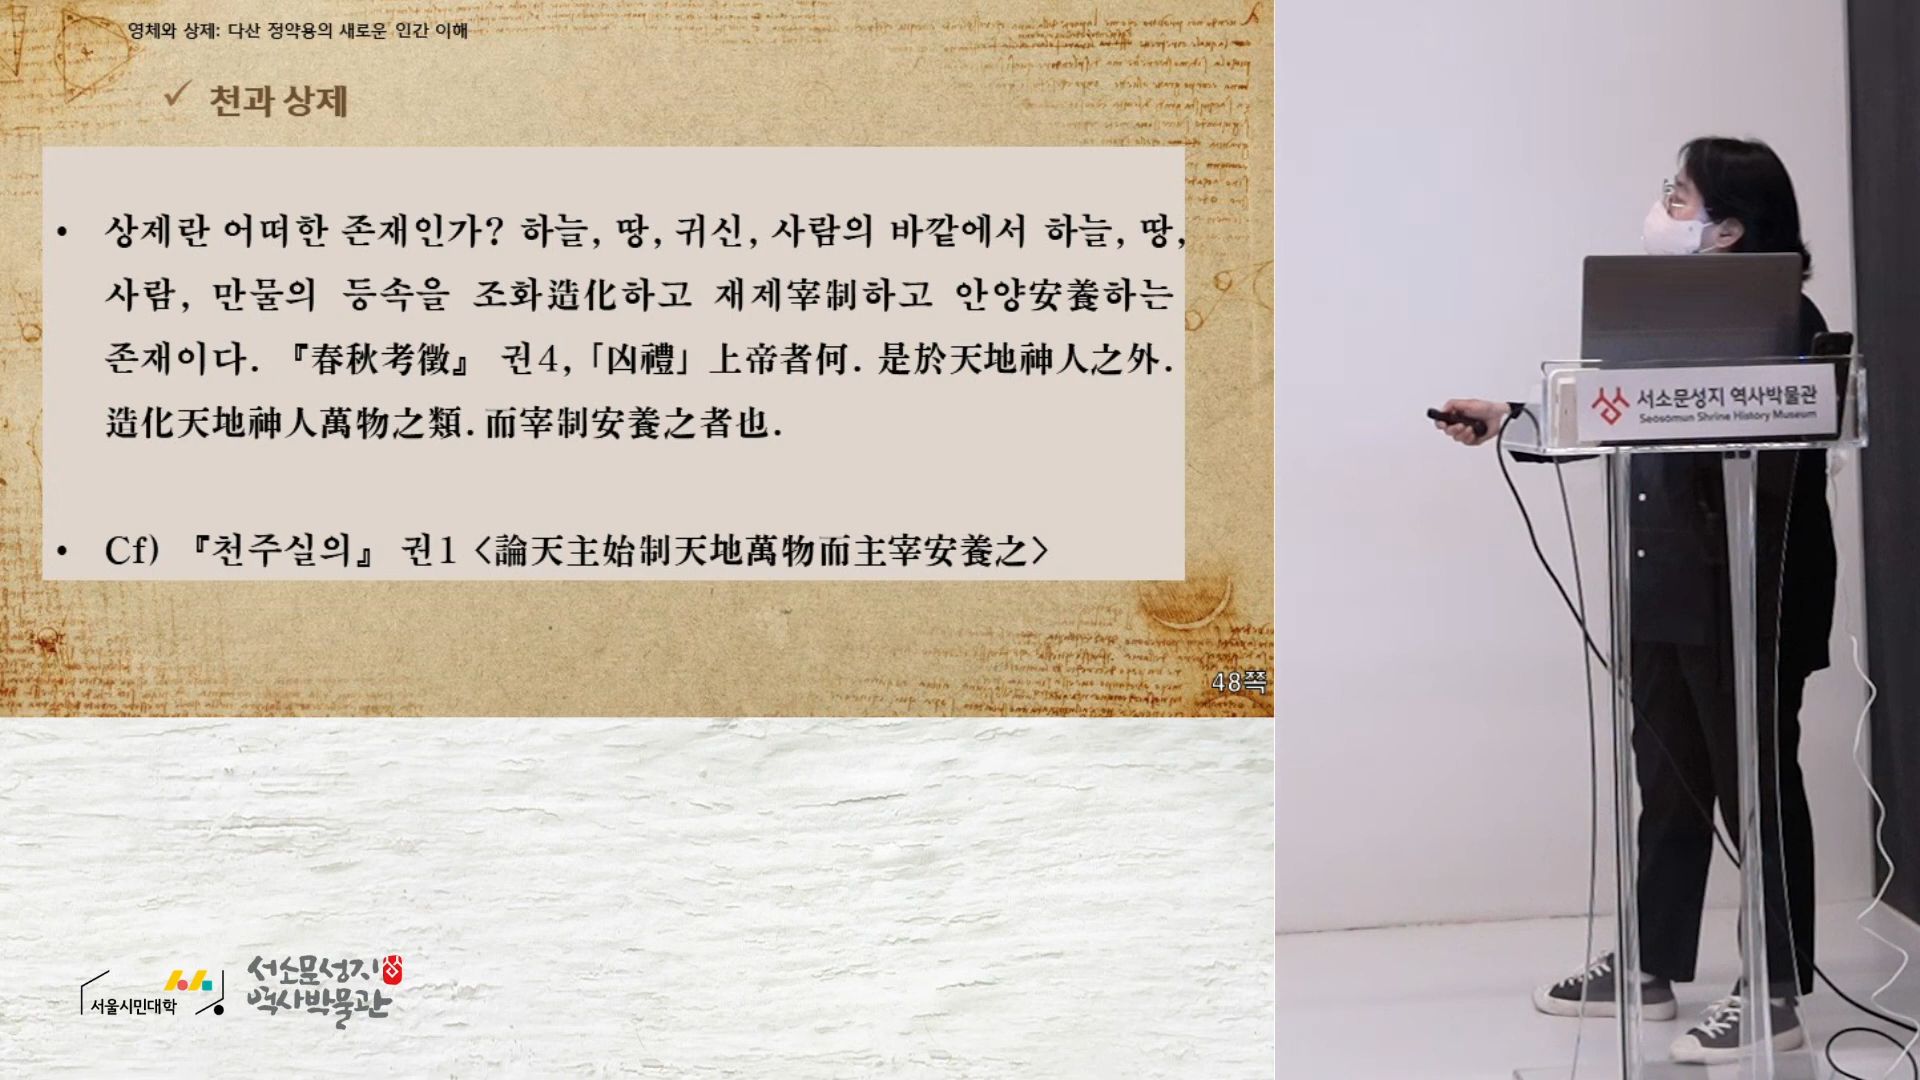 영체와 상제: 다산 정약용의 새로운 인간 이해
✓ 천과 상제
• 상제란 어떠한 존재인가? 하늘, 땅, 귀신, 사람의 바깥에서 하늘, 땅,
사람, 만물의 등속을 조화造化하고 재제宰制하고 안양安養하는
존재이다. 『春秋考徵』 권4,「凶禮」上帝者何. 是於天地神人之外.
造化天地神人萬物之類. 而宰制安養之者也.
• Cf) 『천주실의』 권1 <論天主始制天地萬物而主宰安養之>
48쪽
서울시민대학
서소문성지
역사박물관
서소문성지 역사박물관
Seosomun Shrine History Museum